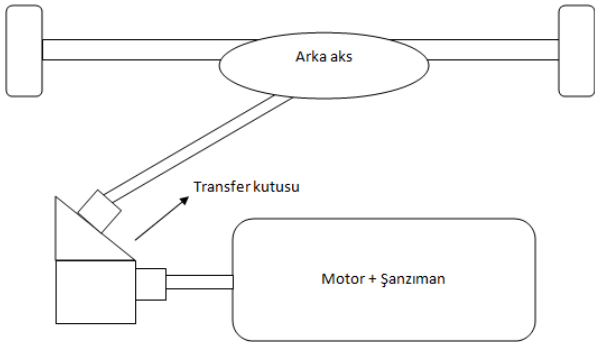 Arka aks
Transfer kutusu
Motor + Şanzıman